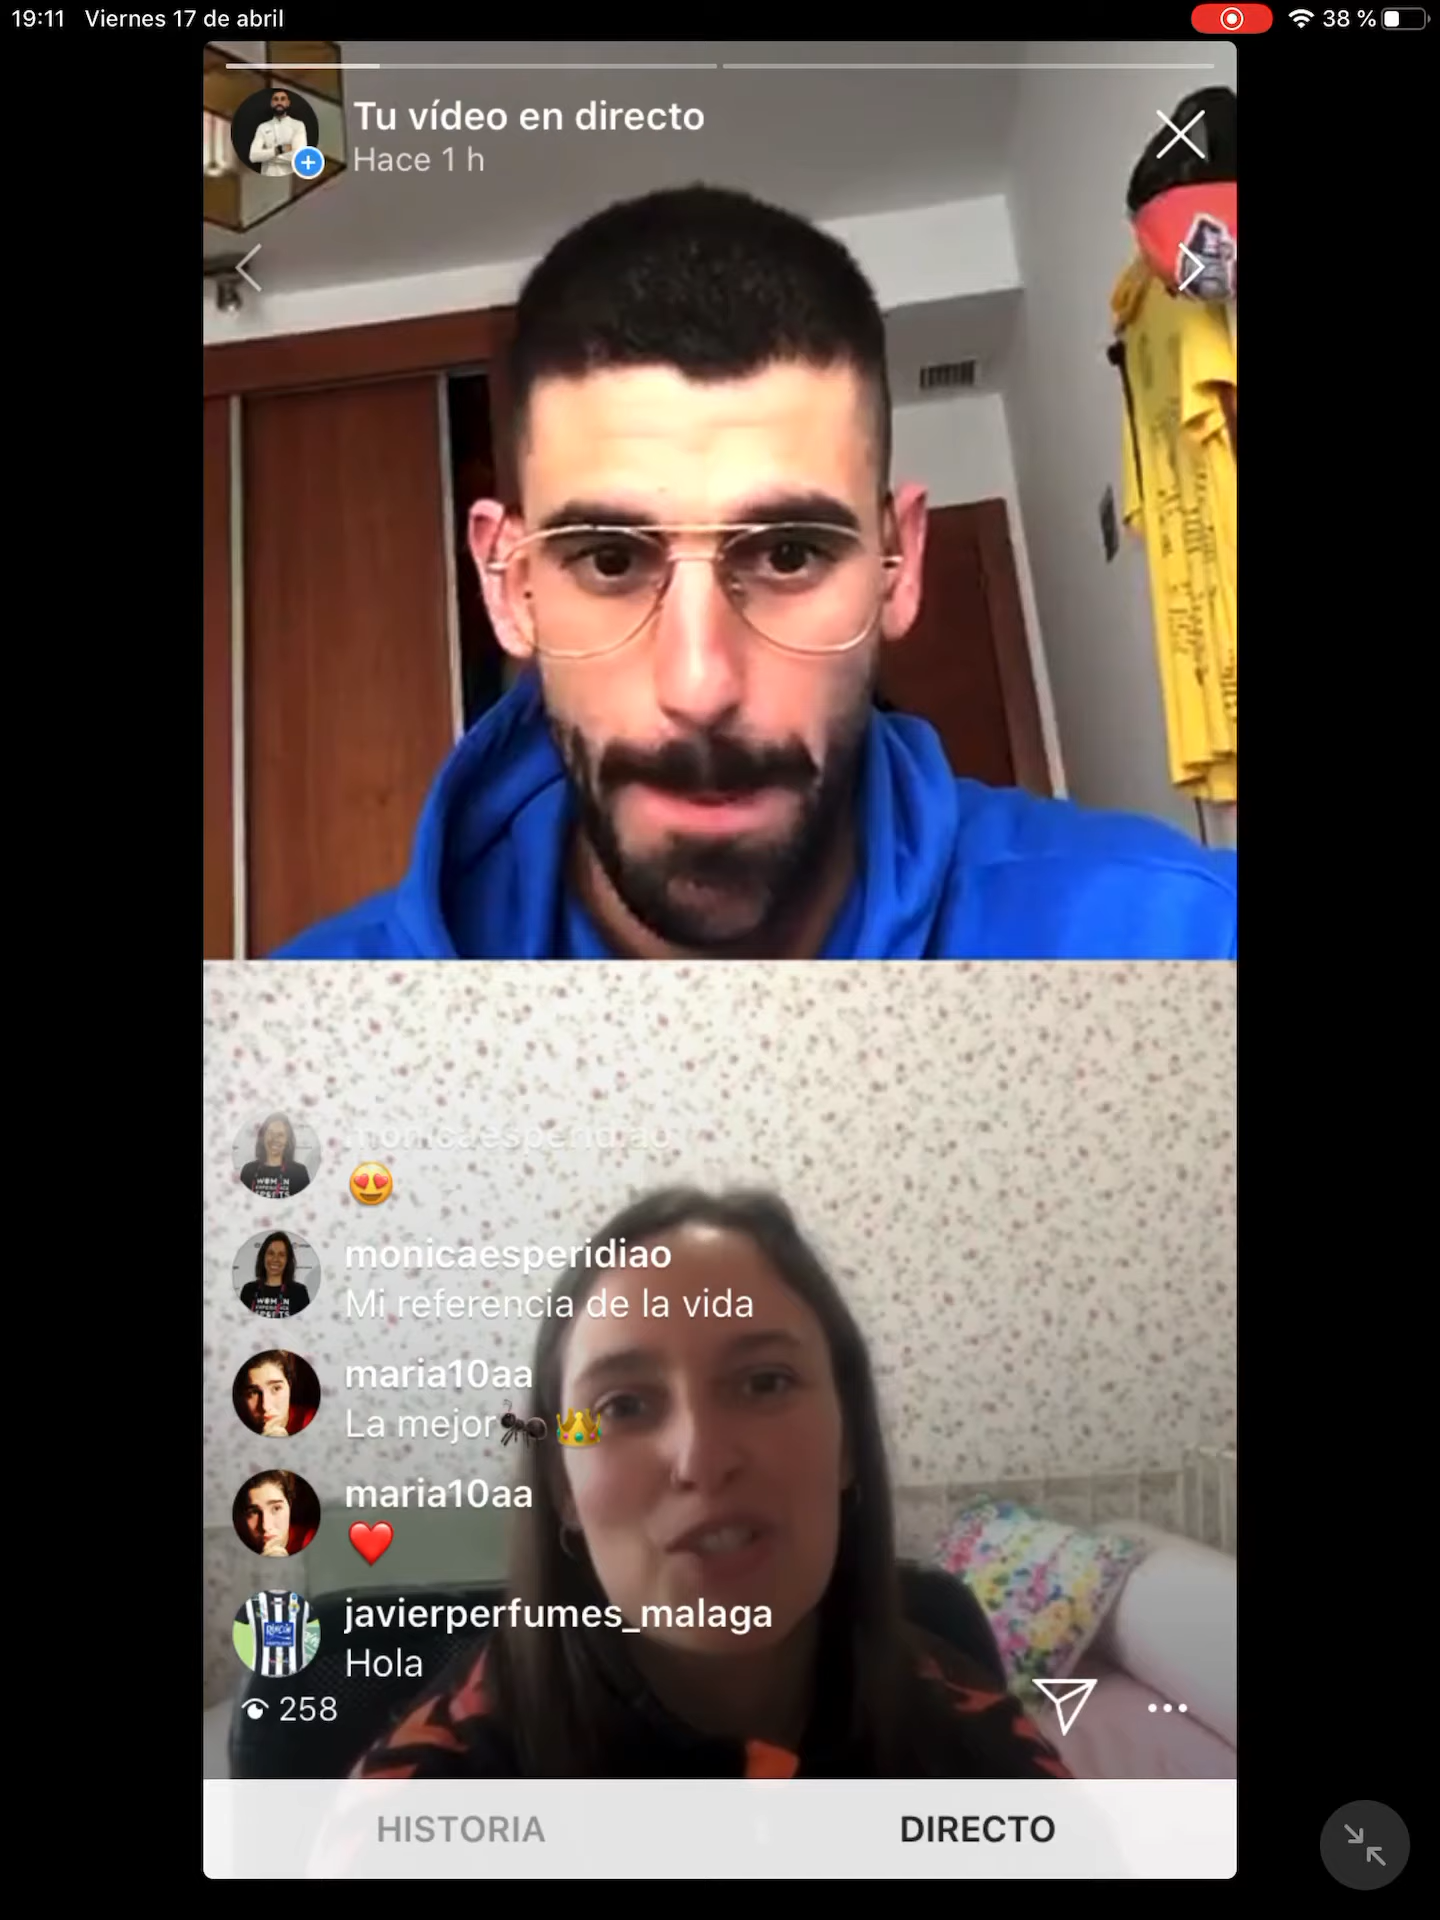 19:11 Viernes 17 de abril
38 %
Tu vídeo en directo
Hace 1 h
monicaesperidiao
😍
monicaesperidiao
Mi referencia de la vida
maria10aa
La mejor🐜👑
maria10aa
❤️
javierperfumes_malaga
Hola
258
HISTORIA
DIRECTO